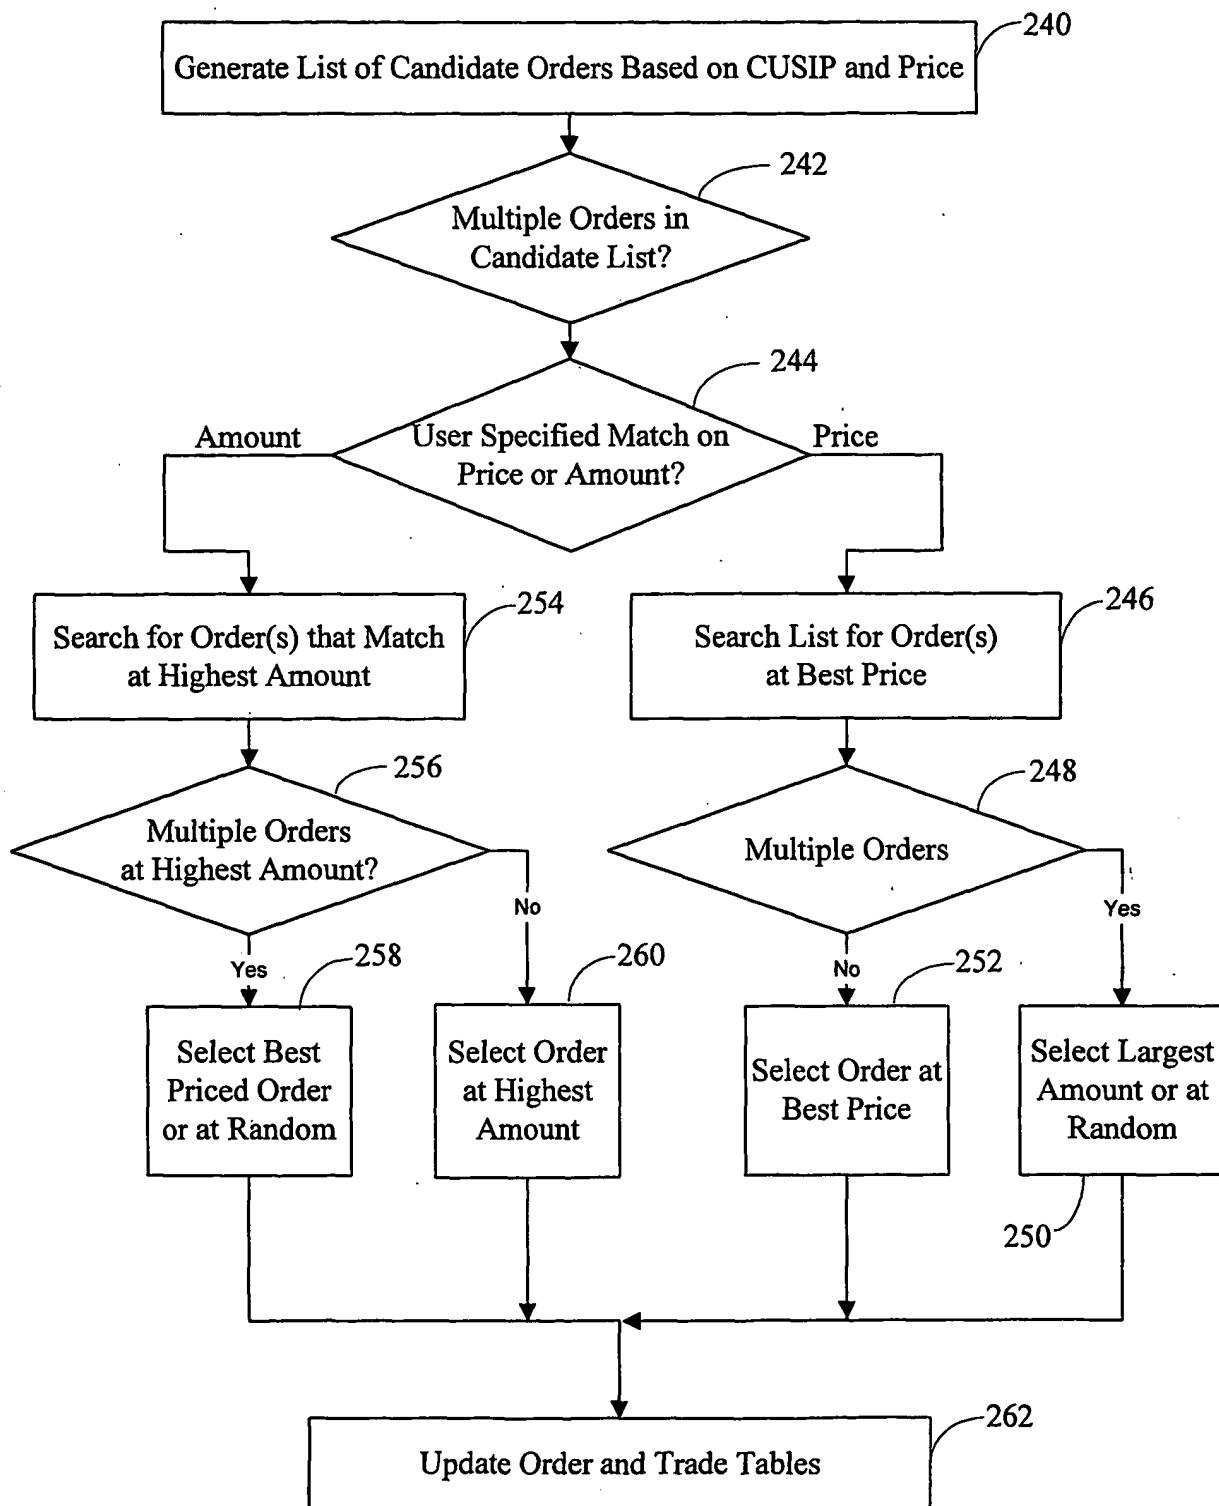 240
Generate List of Candidate Orders Based on CUSIP and Price
242
Multiple Orders in
Candidate List?
244
User Specified Match on
Price or Amount?
Amount
Price
254
Search for Order(s) that Match
at Highest Amount
246
Search List for Order(s)
at Best Price
256
Multiple Orders
at Highest Amount?
248
Multiple Orders
Yes
No
No
Yes
258
Select Best
Priced Order
or at Random
260
Select Order
at Highest
Amount
252
Select Order at
Best Price
Select Largest
Amount or at
Random
250
262
Update Order and Trade Tables